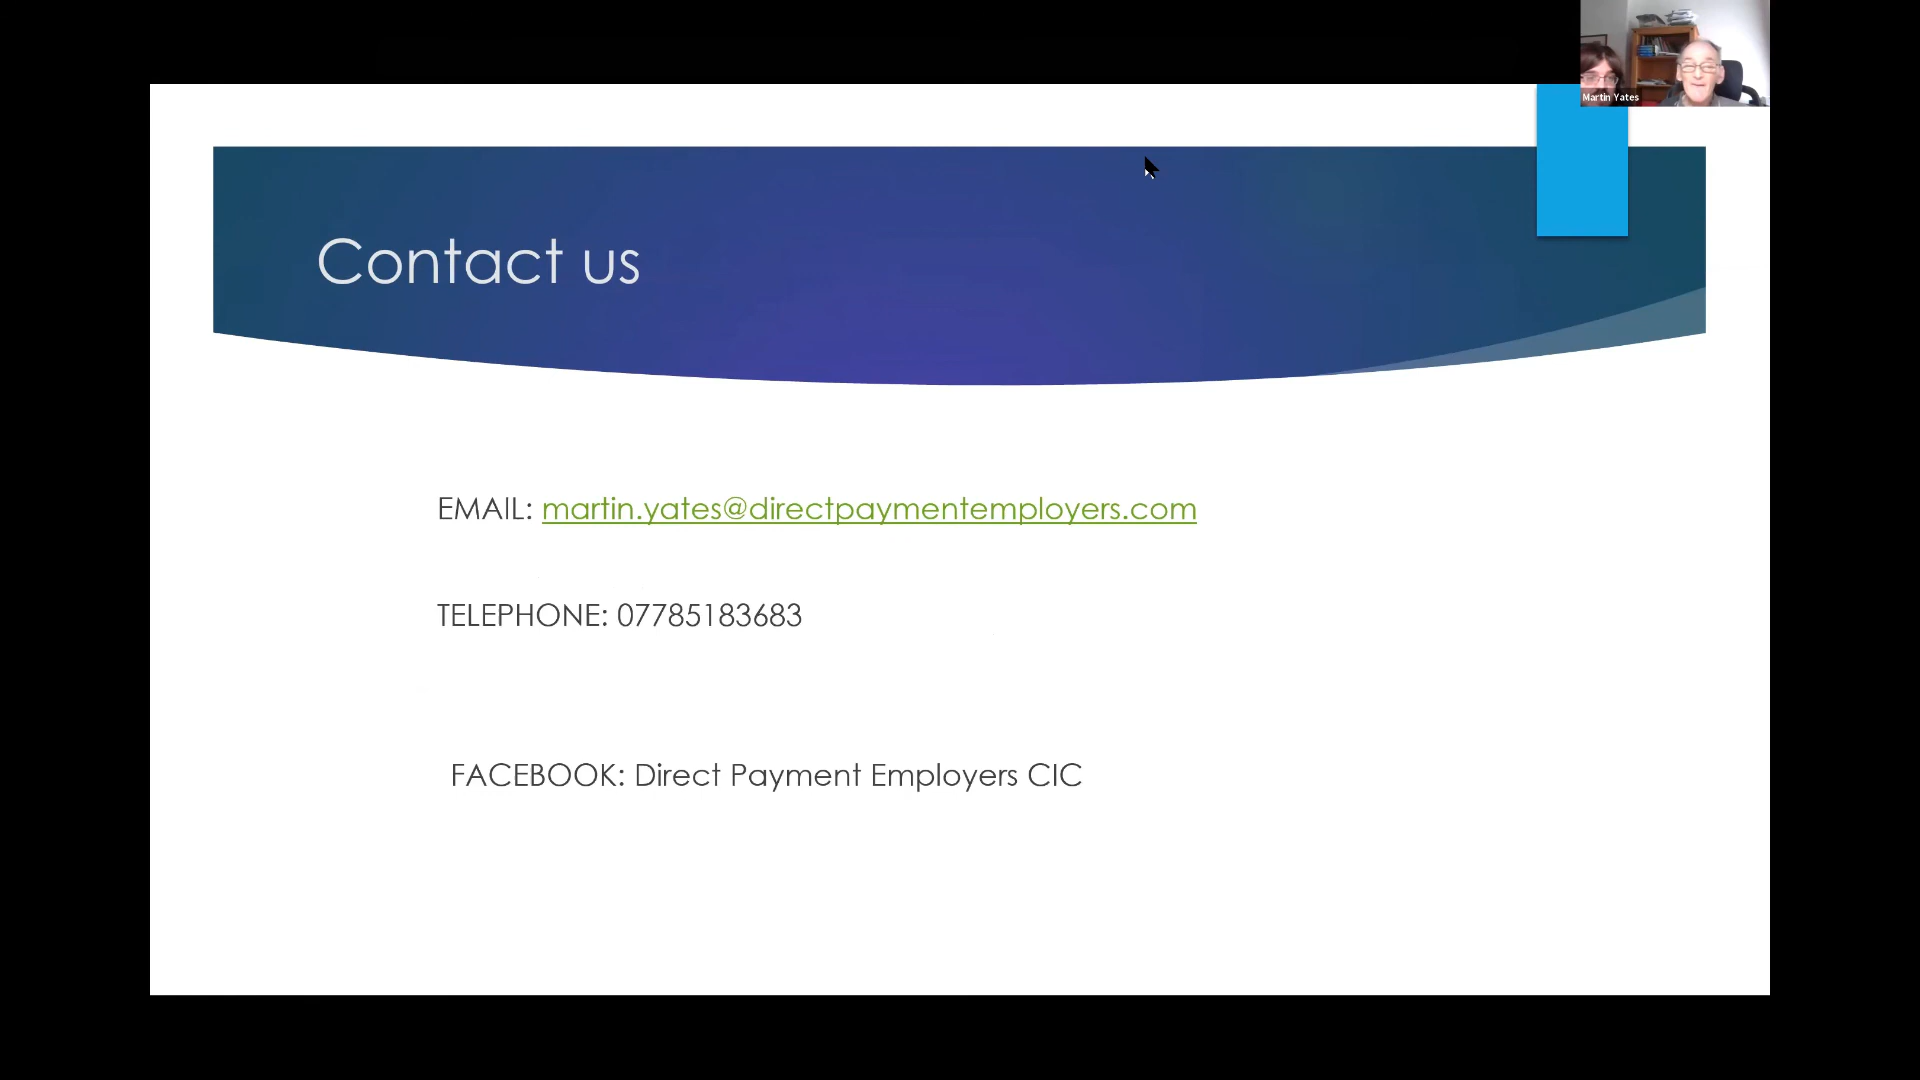 Martin Yates
Contact us
EMAIL: martin.yates@directpaymentemployers.com
TELEPHONE: 07785183683
FACEBOOK: Direct Payment Employers CIC